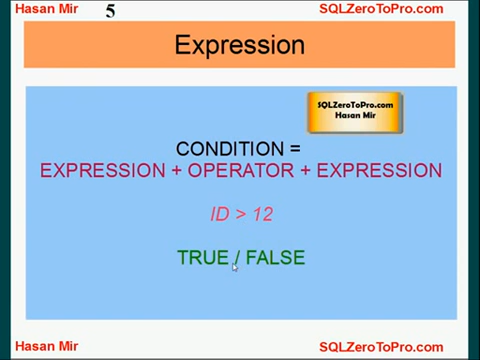 Hasan Mir 5 SQLZeroToPro.com
Expression
SQLZeroToPro.com
Hasan Mir
CONDITION =
EXPRESSION + OPERATOR + EXPRESSION
ID > 12
TRUE / FALSE
Hasan Mir SQLZeroToPro.com